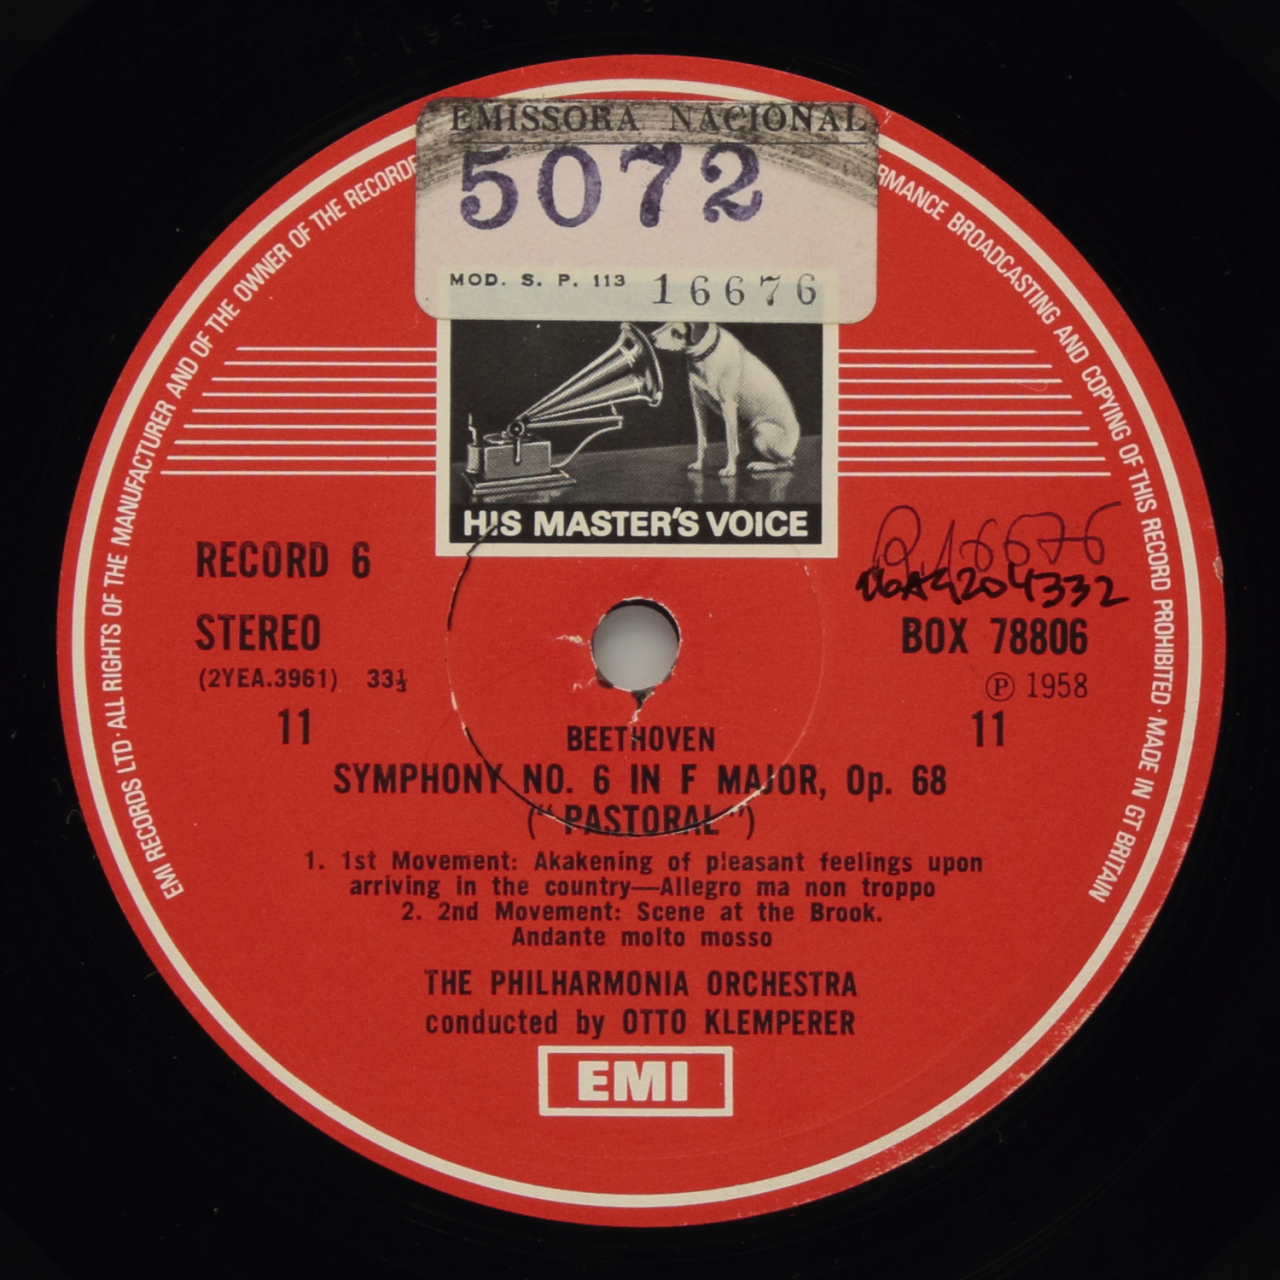 EMISSORA NACIONAL
5072
MOD. S. P. 113 16676
HIS MASTER'S VOICE
EMI RECORDS LTD · ALL RIGHTS OF THE MANUFACTURER AND OF THE OWNER OF THE
RMANCE BROADCASTING AND COPYING OF THIS RECORD PROHIBITED · MADE IN GT BRITAIN
RECORD 6
16676
STEREO
BOX 78806
(2YEA.3961) 33⅓
℗ 1958
11
11
BEETHOVEN
SYMPHONY NO. 6 IN F MAJOR, Op. 68
("PASTORAL")
1. 1st Movement: Akakening of pleasant feelings upon
arriving in the country—Allegro ma non troppo
2. 2nd Movement: Scene at the Brook.
Andante molto mosso
THE PHILHARMONIA ORCHESTRA
conducted by OTTO KLEMPERER
EMI